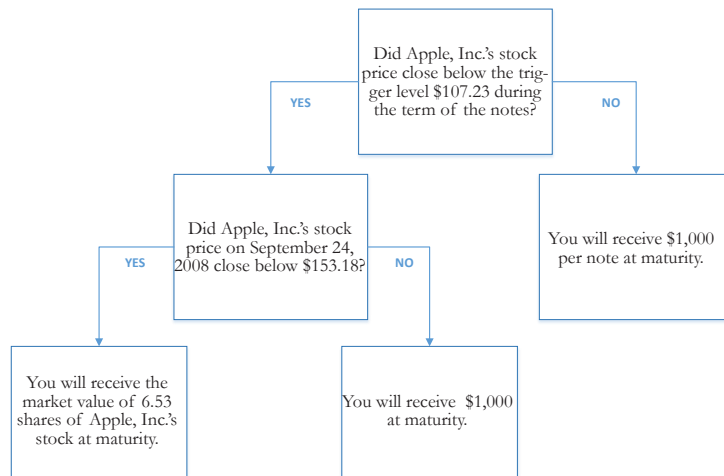 Did Apple, Inc.'s stock
price close below the trig-
ger level $107.23 during
the term of the notes?
YES
NO
Did Apple, Inc.'s stock
price on September 24,
2008 close below $153.18?
You will receive $1,000
per note at maturity.
YES
NO
You will receive the
market value of 6.53
shares of Apple, Inc.'s
stock at maturity.
You will receive $1,000
at maturity.